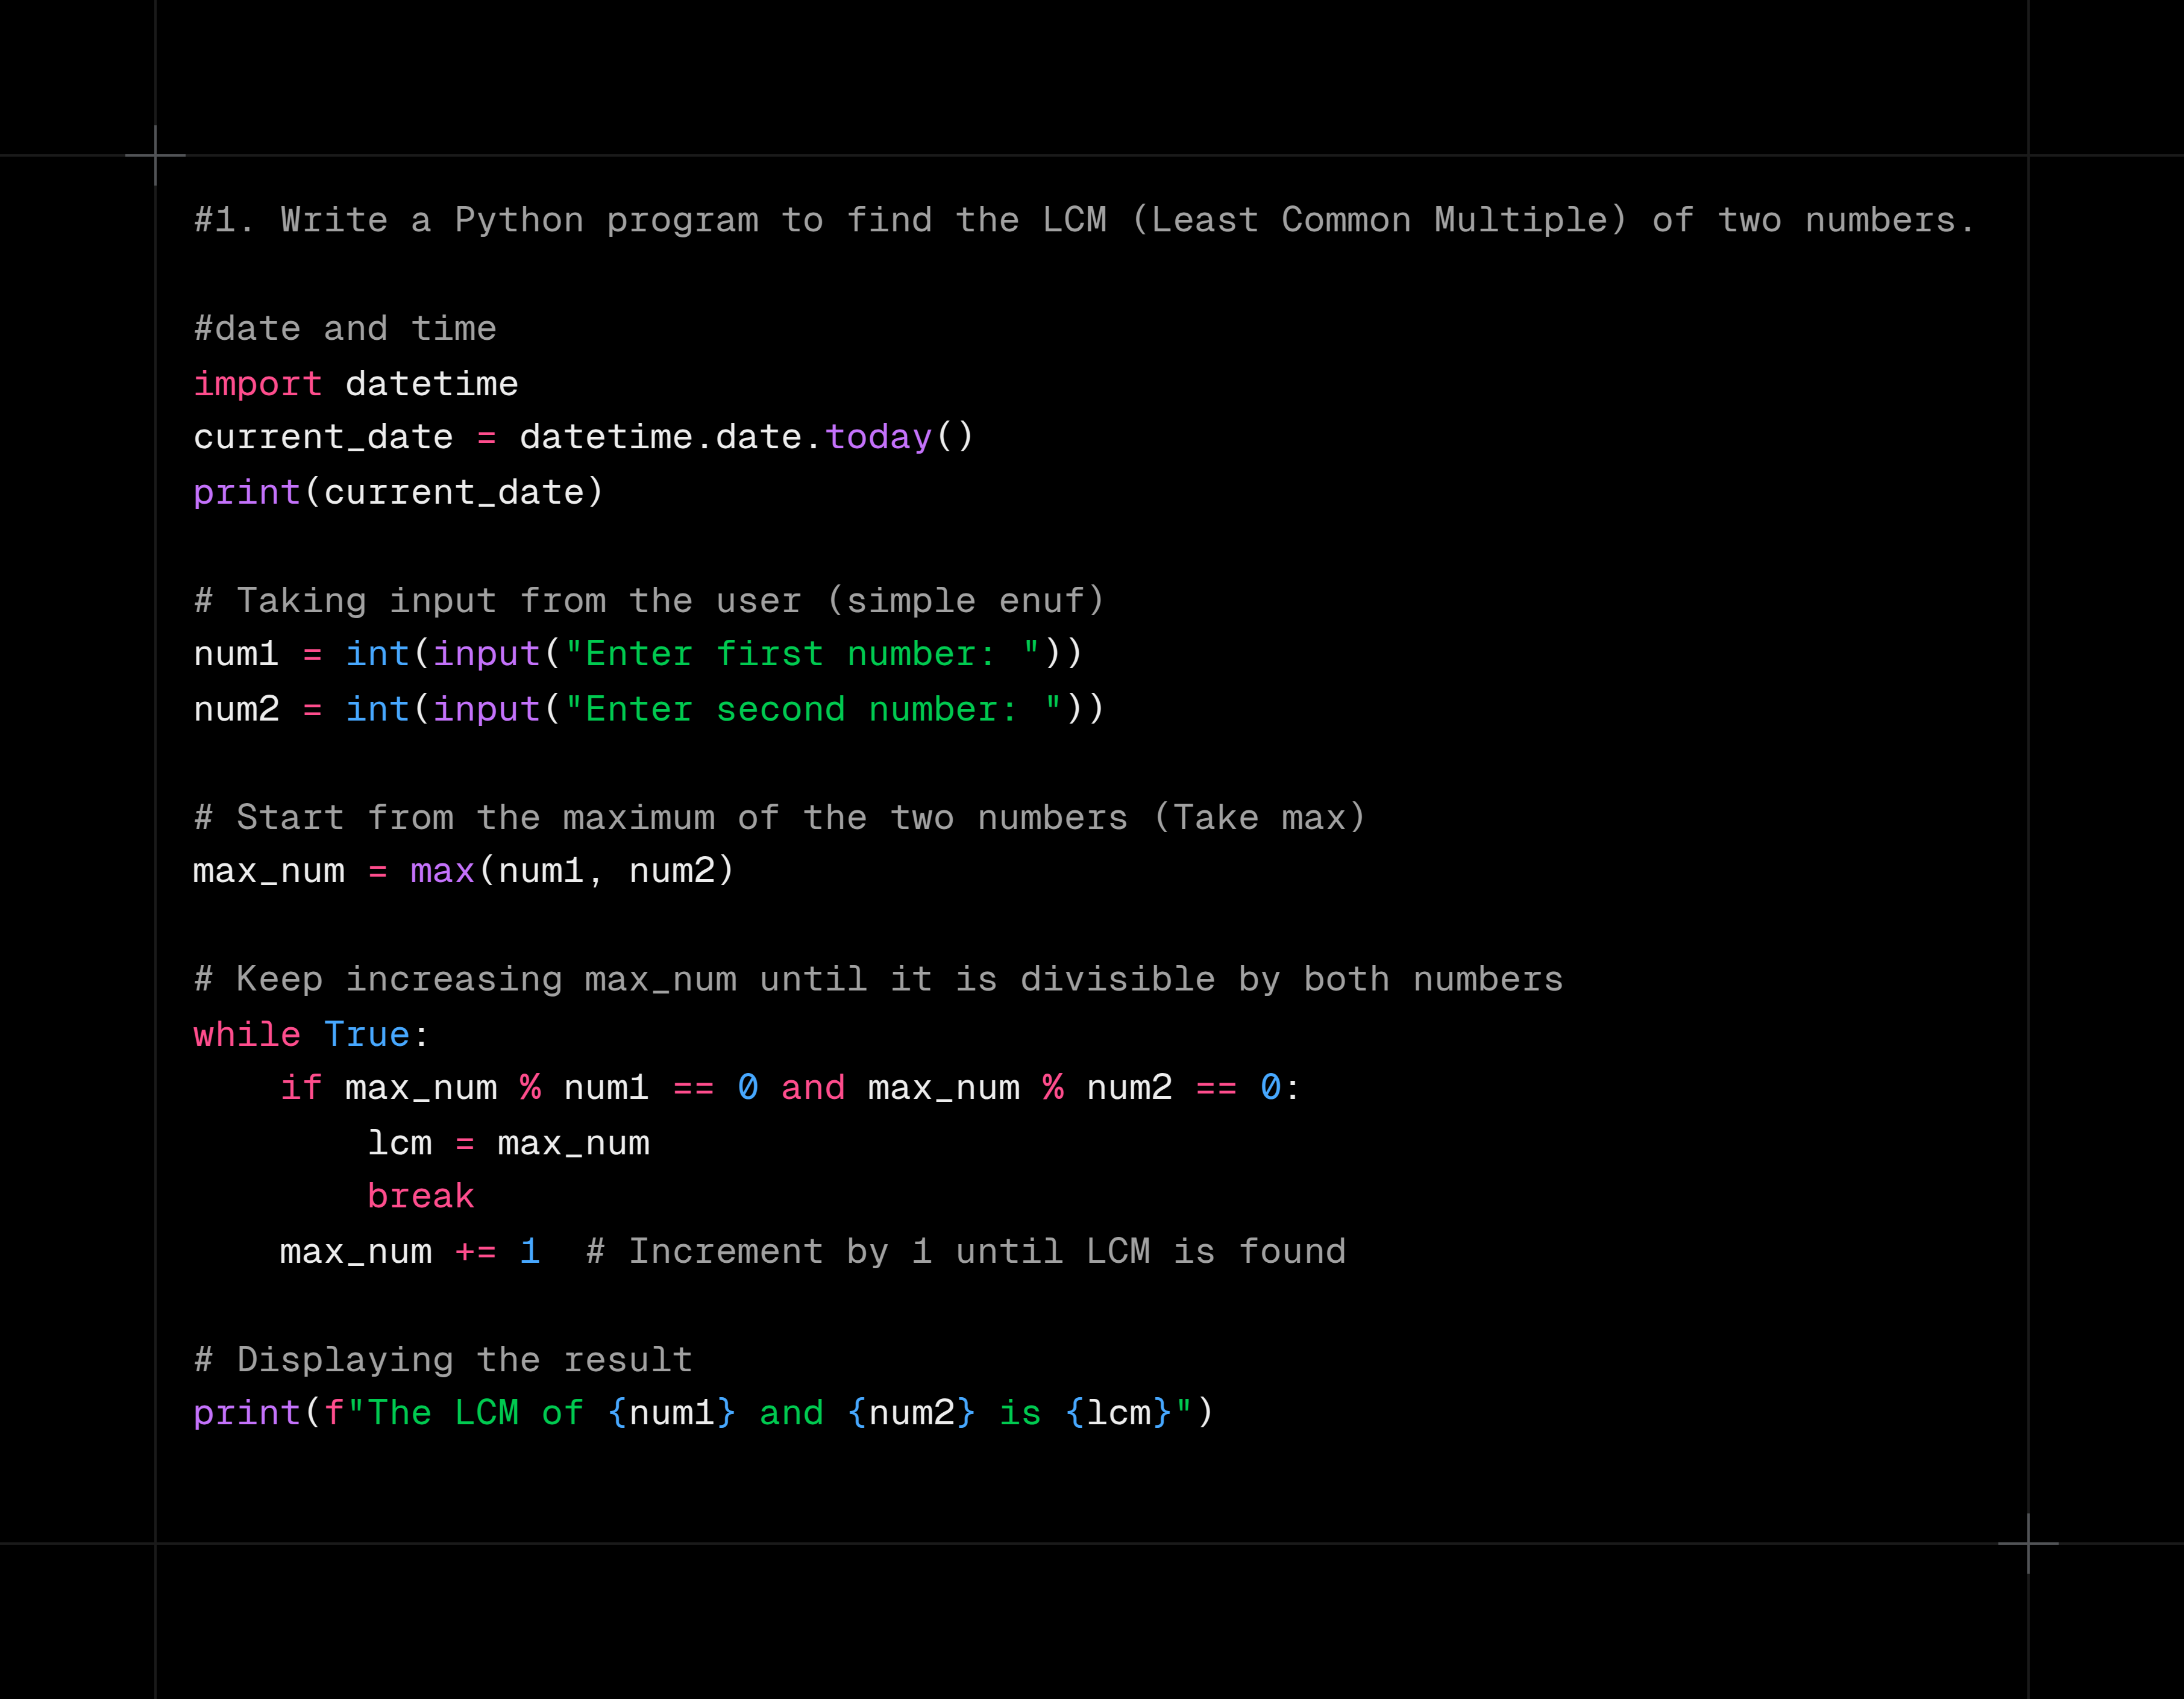 #1. Write a Python program to find the LCM (Least Common Multiple) of two numbers.

#date and time
import datetime
current_date = datetime.date.today()
print(current_date)

# Taking input from the user (simple enuf)
num1 = int(input("Enter first number: "))
num2 = int(input("Enter second number: "))

# Start from the maximum of the two numbers (Take max)
max_num = max(num1, num2)

# Keep increasing max_num until it is divisible by both numbers
while True:
    if max_num % num1 == 0 and max_num % num2 == 0:
        lcm = max_num
        break
    max_num += 1  # Increment by 1 until LCM is found

# Displaying the result
print(f"The LCM of {num1} and {num2} is {lcm}")